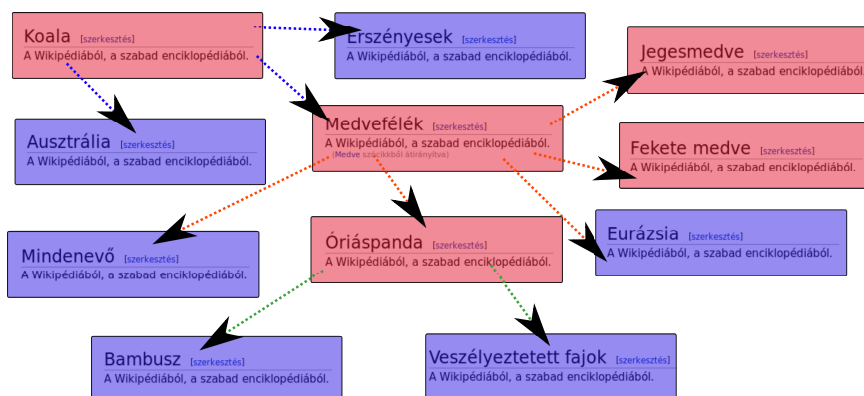 Koala [szerkesztés]
A Wikipédiából, a szabad enciklopédiából.
Erszényesek [szerkesztés]
A Wikipédiából, a szabad enciklopédiából.
Jegesmedve [szerkesztés]
A Wikipédiából, a szabad enciklopédiából.
Ausztrália [szerkesztés]
A Wikipédiából, a szabad enciklopédiából.
Medvefélék [szerkesztés]
A Wikipédiából, a szabad enciklopédiából.
(Medve szócikkből átirányítva)
Fekete medve [szerkesztés]
A Wikipédiából, a szabad enciklopédiából.
Mindenevő [szerkesztés]
A Wikipédiából, a szabad enciklopédiából.
Óriáspanda [szerkesztés]
A Wikipédiából, a szabad enciklopédiából.
Eurázsia [szerkesztés]
A Wikipédiából, a szabad enciklopédiából.
Bambusz [szerkesztés]
A Wikipédiából, a szabad enciklopédiából.
Veszélyeztetett fajok [szerkesztés]
A Wikipédiából, a szabad enciklopédiából.